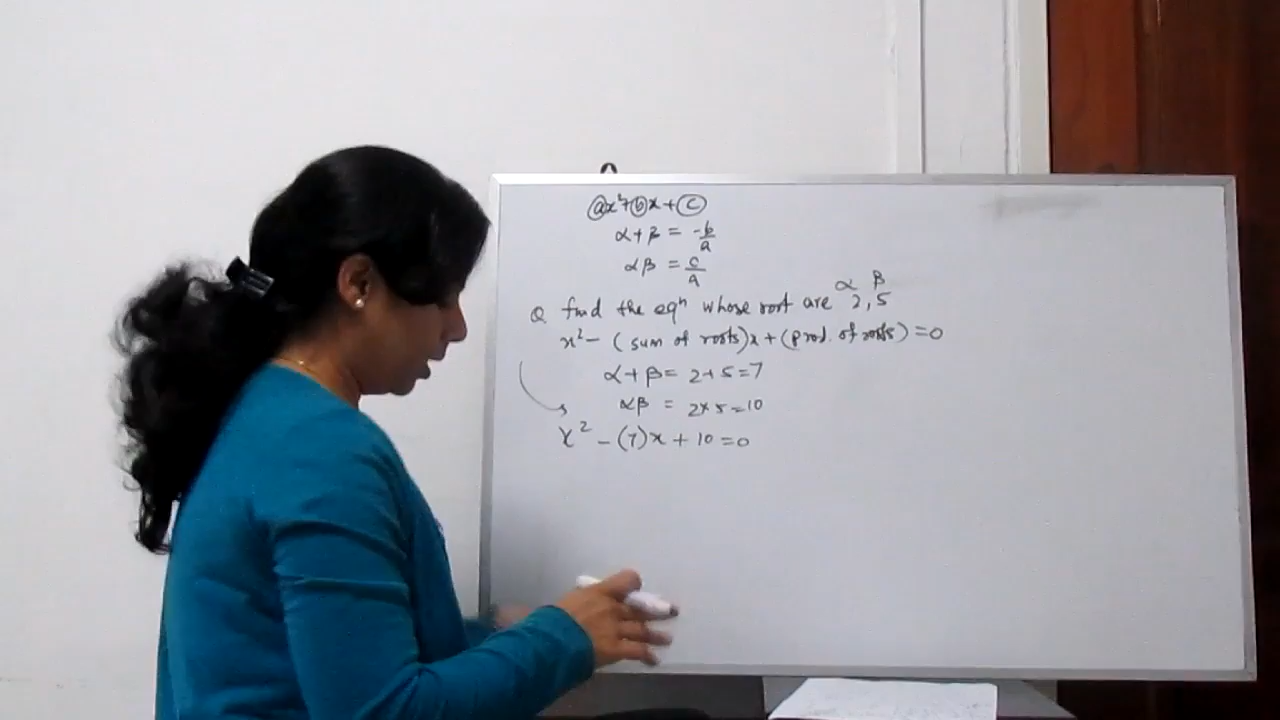 ax²+bx+c
α+β = -b/a
αβ = c/a
α β
Q find the eqⁿ whose root are 2,5
x² - (sum of roots)x + (Prod. of roots) = 0
α+β = 2+5=7
αβ = 2×5=10
x² - (7)x + 10 = 0